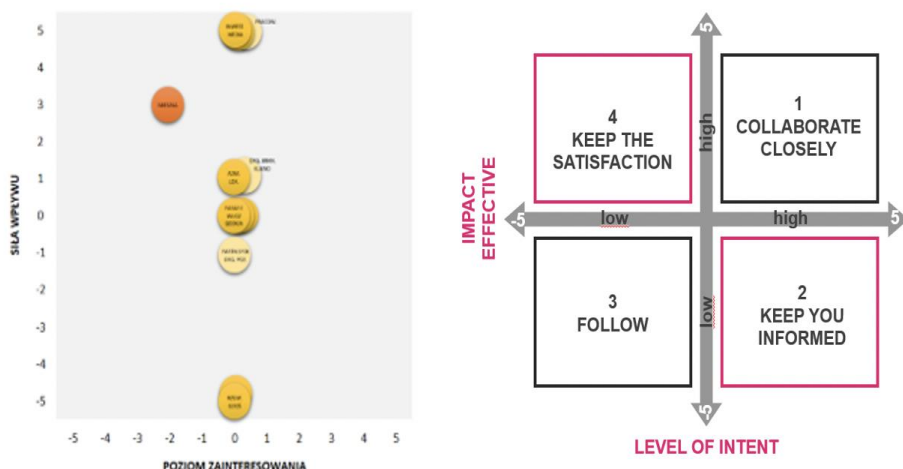 5
4
3
2
1
0
-1
-2
-3
-4
-5
SIŁA WPŁYWU
-5 -4 -3 -2 -1 0 1 2 3 4 5
POZIOM ZAINTERESOWANIA
4
KEEP THE
SATISFACTION
1
COLLABORATE
CLOSELY
3
FOLLOW
2
KEEP YOU
INFORMED
IMPACT
EFFECTIVE
5
high
-5
low
high
5
low
-5
LEVEL OF INTENT